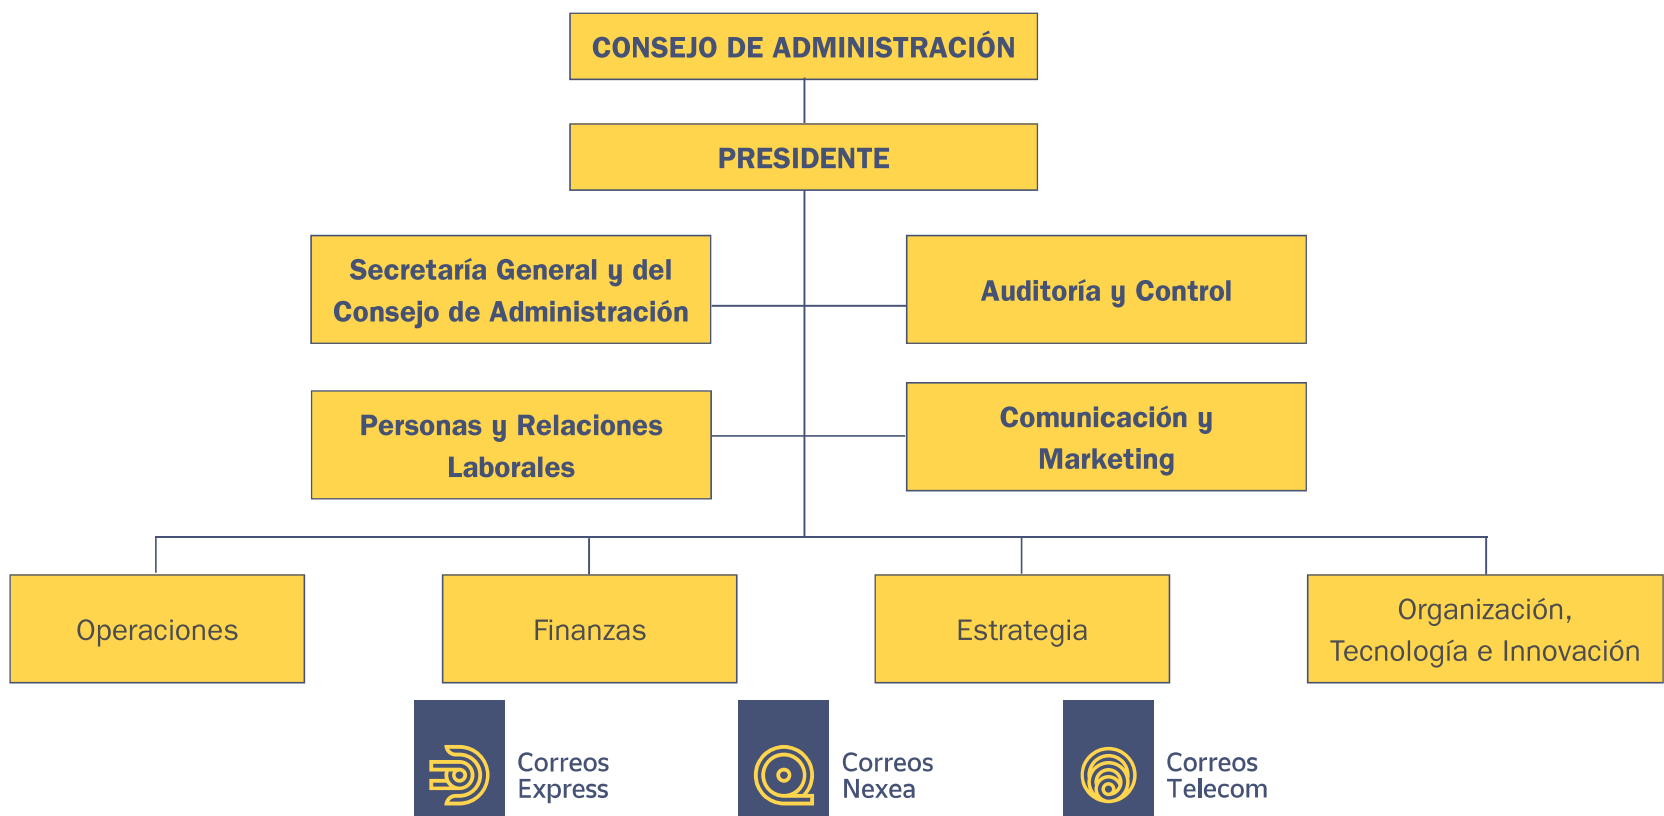 CONSEJO DE ADMINISTRACIÓN
PRESIDENTE
Secretaría General y del
Consejo de Administración
Auditoría y Control
Personas y Relaciones
Laborales
Comunicación y
Marketing
Operaciones
Finanzas
Estrategia
Organización,
Tecnología e Innovación
Correos
Express
Correos
Nexea
Correos
Telecom